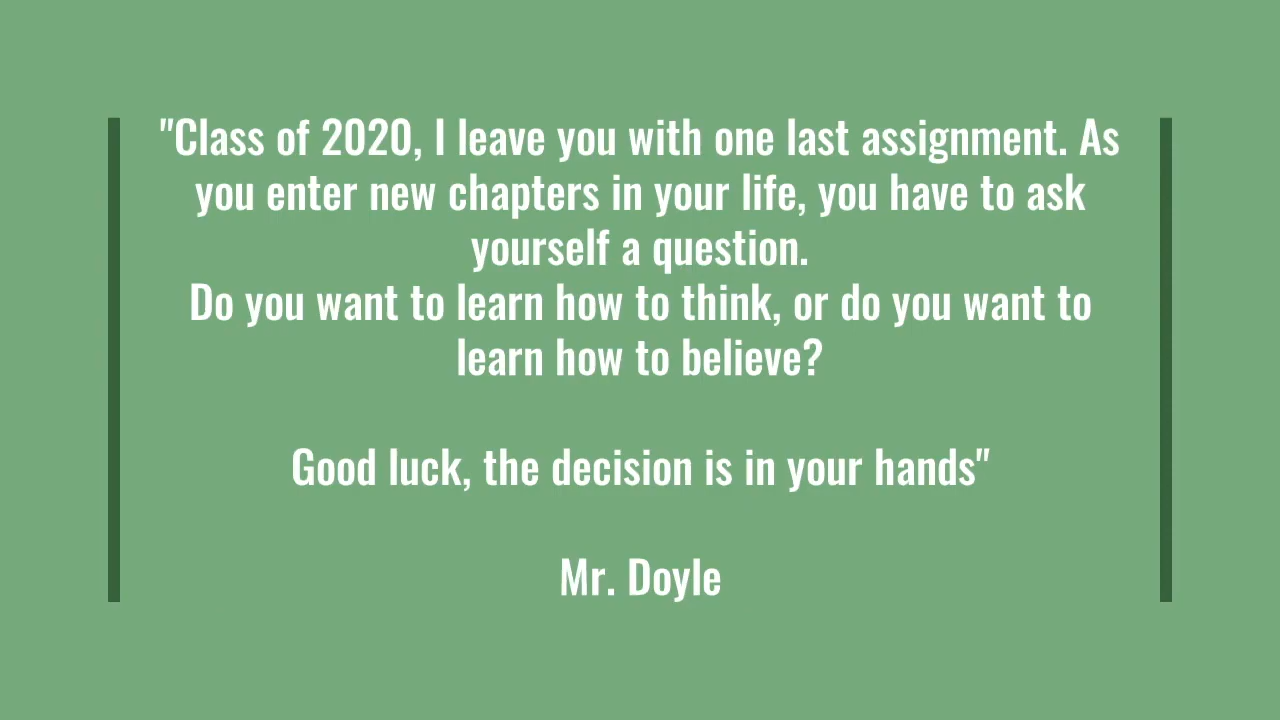 "Class of 2020, I leave you with one last assignment. As
you enter new chapters in your life, you have to ask
yourself a question.
Do you want to learn how to think, or do you want to
learn how to believe?
Good luck, the decision is in your hands"
Mr. Doyle